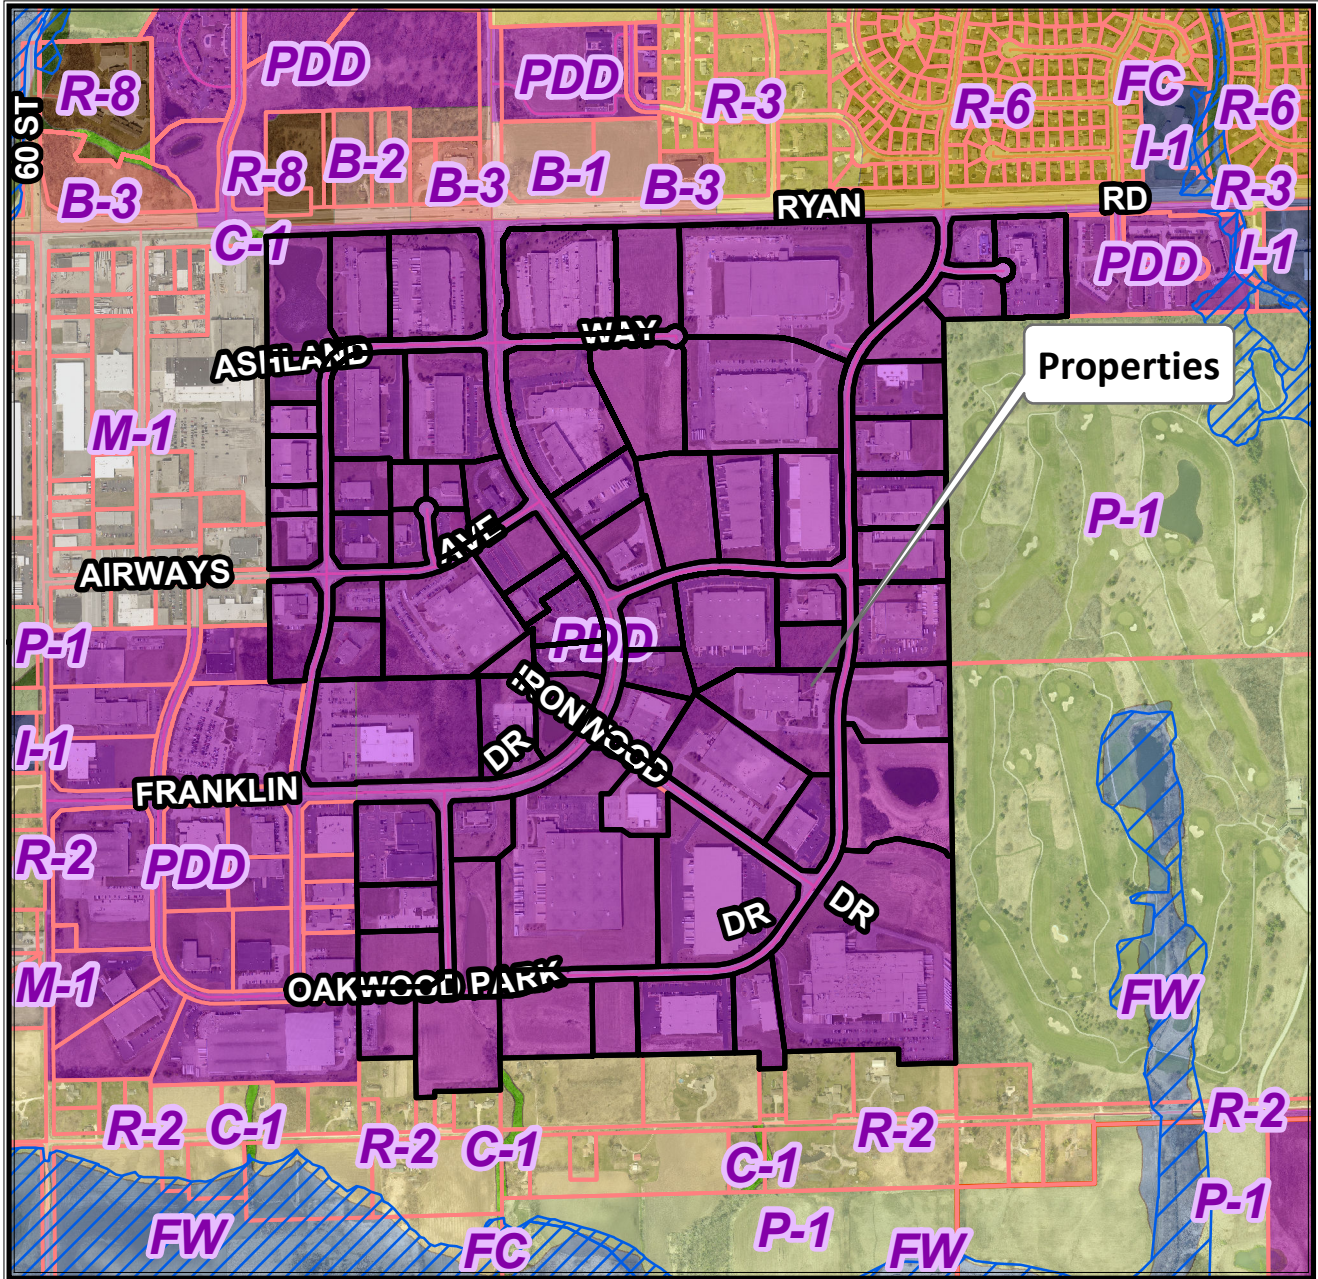 PDD
PDD
R-8
R-3
R-6
FC
R-6
60 ST
I-1
R-8
B-2
B-3
B-1
B-3
R-3
B-3
RYAN
RD
C-1
PDD
I-1
ASHLAND
WAY
Properties
M-1
P-1
AVE
AIRWAYS
P-1
PDD
IRONWOOD
I-1
DR
FRANKLIN
R-2
PDD
DR
DR
M-1
OAKWOOD PARK
FW
R-2
C-1
R-2
C-1
C-1
R-2
R-2
P-1
P-1
FW
FC
FW